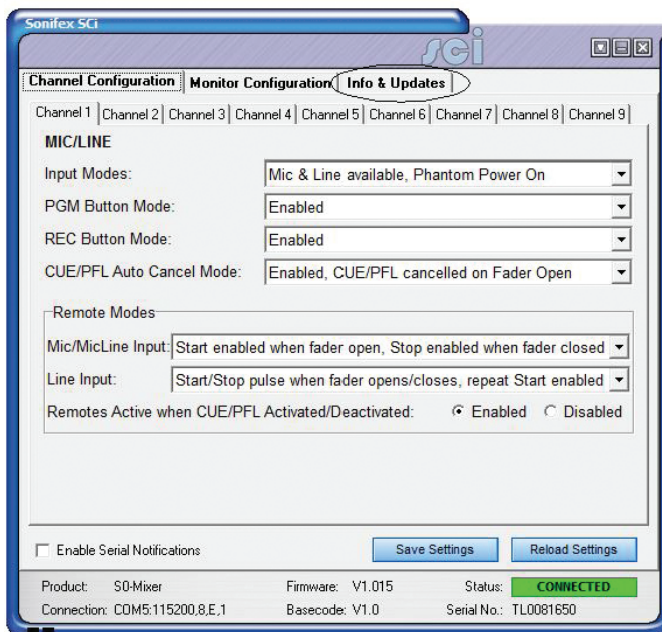 Sonifex SCi
sci
Channel Configuration Monitor Configuration Info & Updates
Channel 1 Channel 2 Channel 3 Channel 4 Channel 5 Channel 6 Channel 7 Channel 8 Channel 9
MIC/LINE
Input Modes: Mic & Line available, Phantom Power On
PGM Button Mode: Enabled
REC Button Mode: Enabled
CUE/PFL Auto Cancel Mode: Enabled, CUE/PFL cancelled on Fader Open
Remote Modes
Mic/MicLine Input: Start enabled when fader open, Stop enabled when fader closed
Line Input: Start/Stop pulse when fader opens/closes, repeat Start enabled
Remotes Active when CUE/PFL Activated/Deactivated: Enabled Disabled
Enable Serial Notifications Save Settings Reload Settings
Product: S0-Mixer Firmware: V1.015 Status: CONNECTED
Connection: COM5:115200,8,E,1 Basecode: V1.0 Serial No.: TL0081650